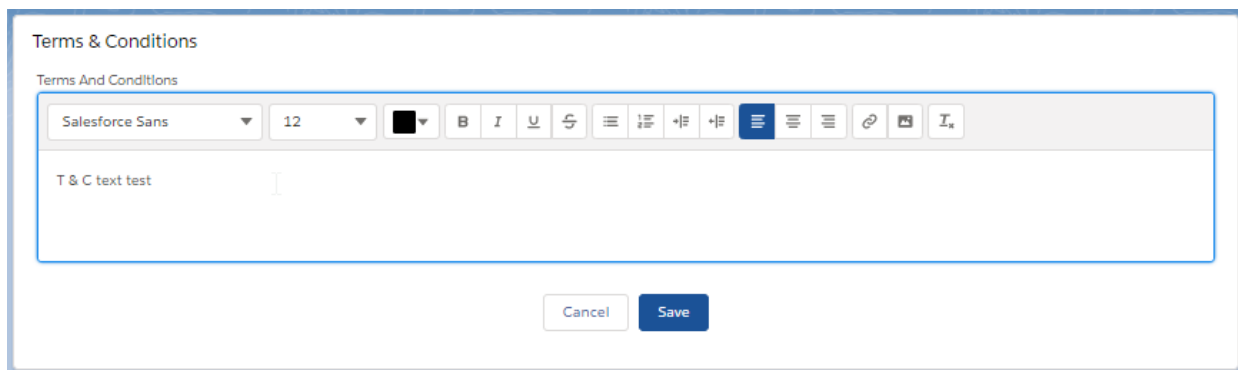 Terms & Conditions
Terms And Conditions
Salesforce Sans 12 B I U S
T & C text test
Cancel Save